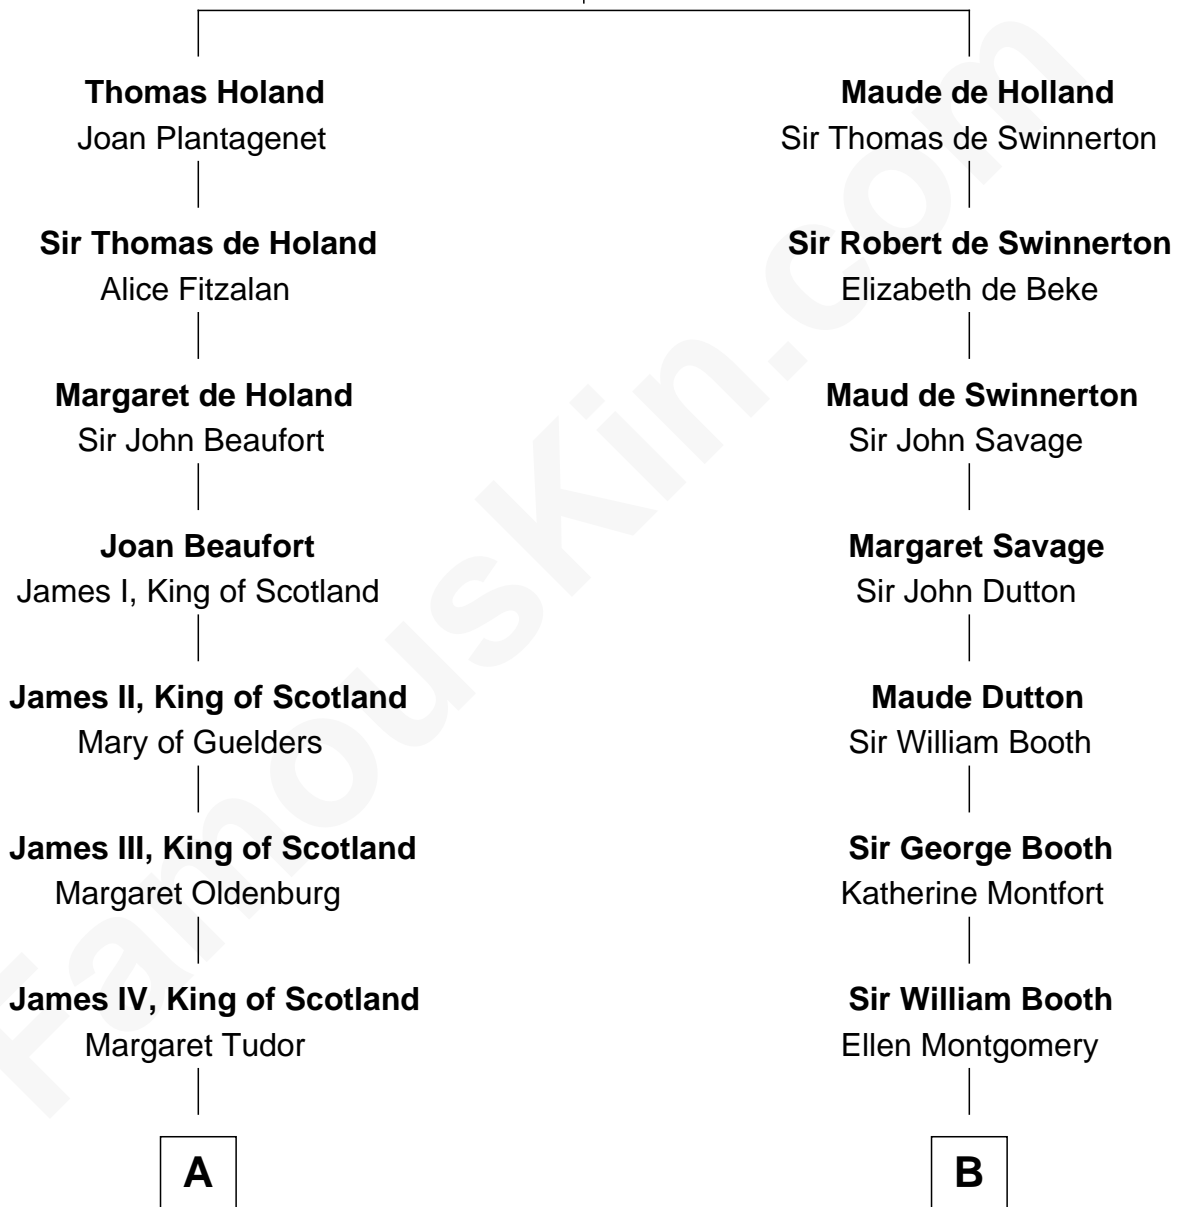 Thomas Holand
Joan Plantagenet
Sir Thomas de Holand
Alice Fitzalan
Margaret de Holand
Sir John Beaufort
Joan Beaufort
James I, King of Scotland
James II, King of Scotland
Mary of Guelders
James III, King of Scotland
Margaret Oldenburg
James IV, King of Scotland
Margaret Tudor
A
Maude de Holland
Sir Thomas de Swinnerton
Sir Robert de Swinnerton
Elizabeth de Beke
Maud de Swinnerton
Sir John Savage
Margaret Savage
Sir John Dutton
Maude Dutton
Sir William Booth
Sir George Booth
Katherine Montfort
Sir William Booth
Ellen Montgomery
B
FamousKin.com